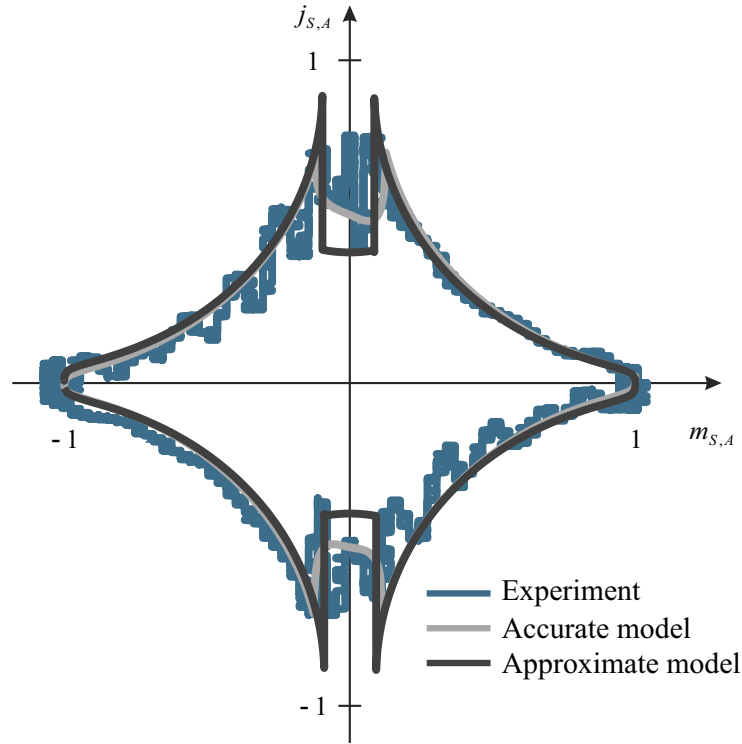 j_{S,A}
1
- 1
1
m_{S,A}
Experiment
Accurate model
Approximate model
- 1